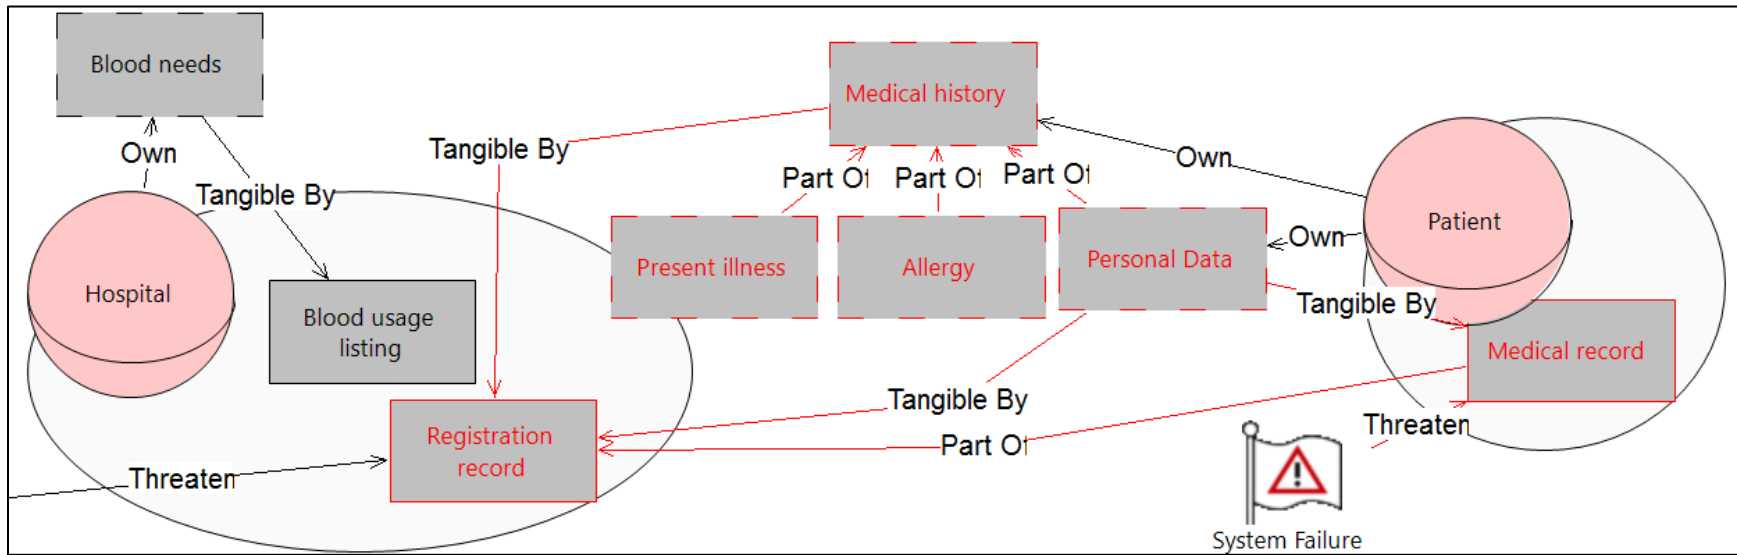 Blood needs
Own
Tangible By
Hospital
Blood usage
listing
Registration
record
Threaten
Tangible By
Medical history
Part Of
Part Of
Part Of
Present illness
Allergy
Personal Data
Own
Own
Patient
Tangible By
Medical record
Tangible By
Part Of
Threaten
System Failure